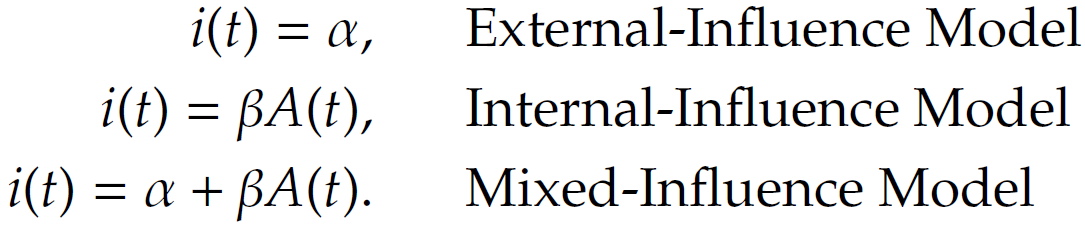 i(t) = α, External-Influence Model
i(t) = βA(t), Internal-Influence Model
i(t) = α + βA(t). Mixed-Influence Model